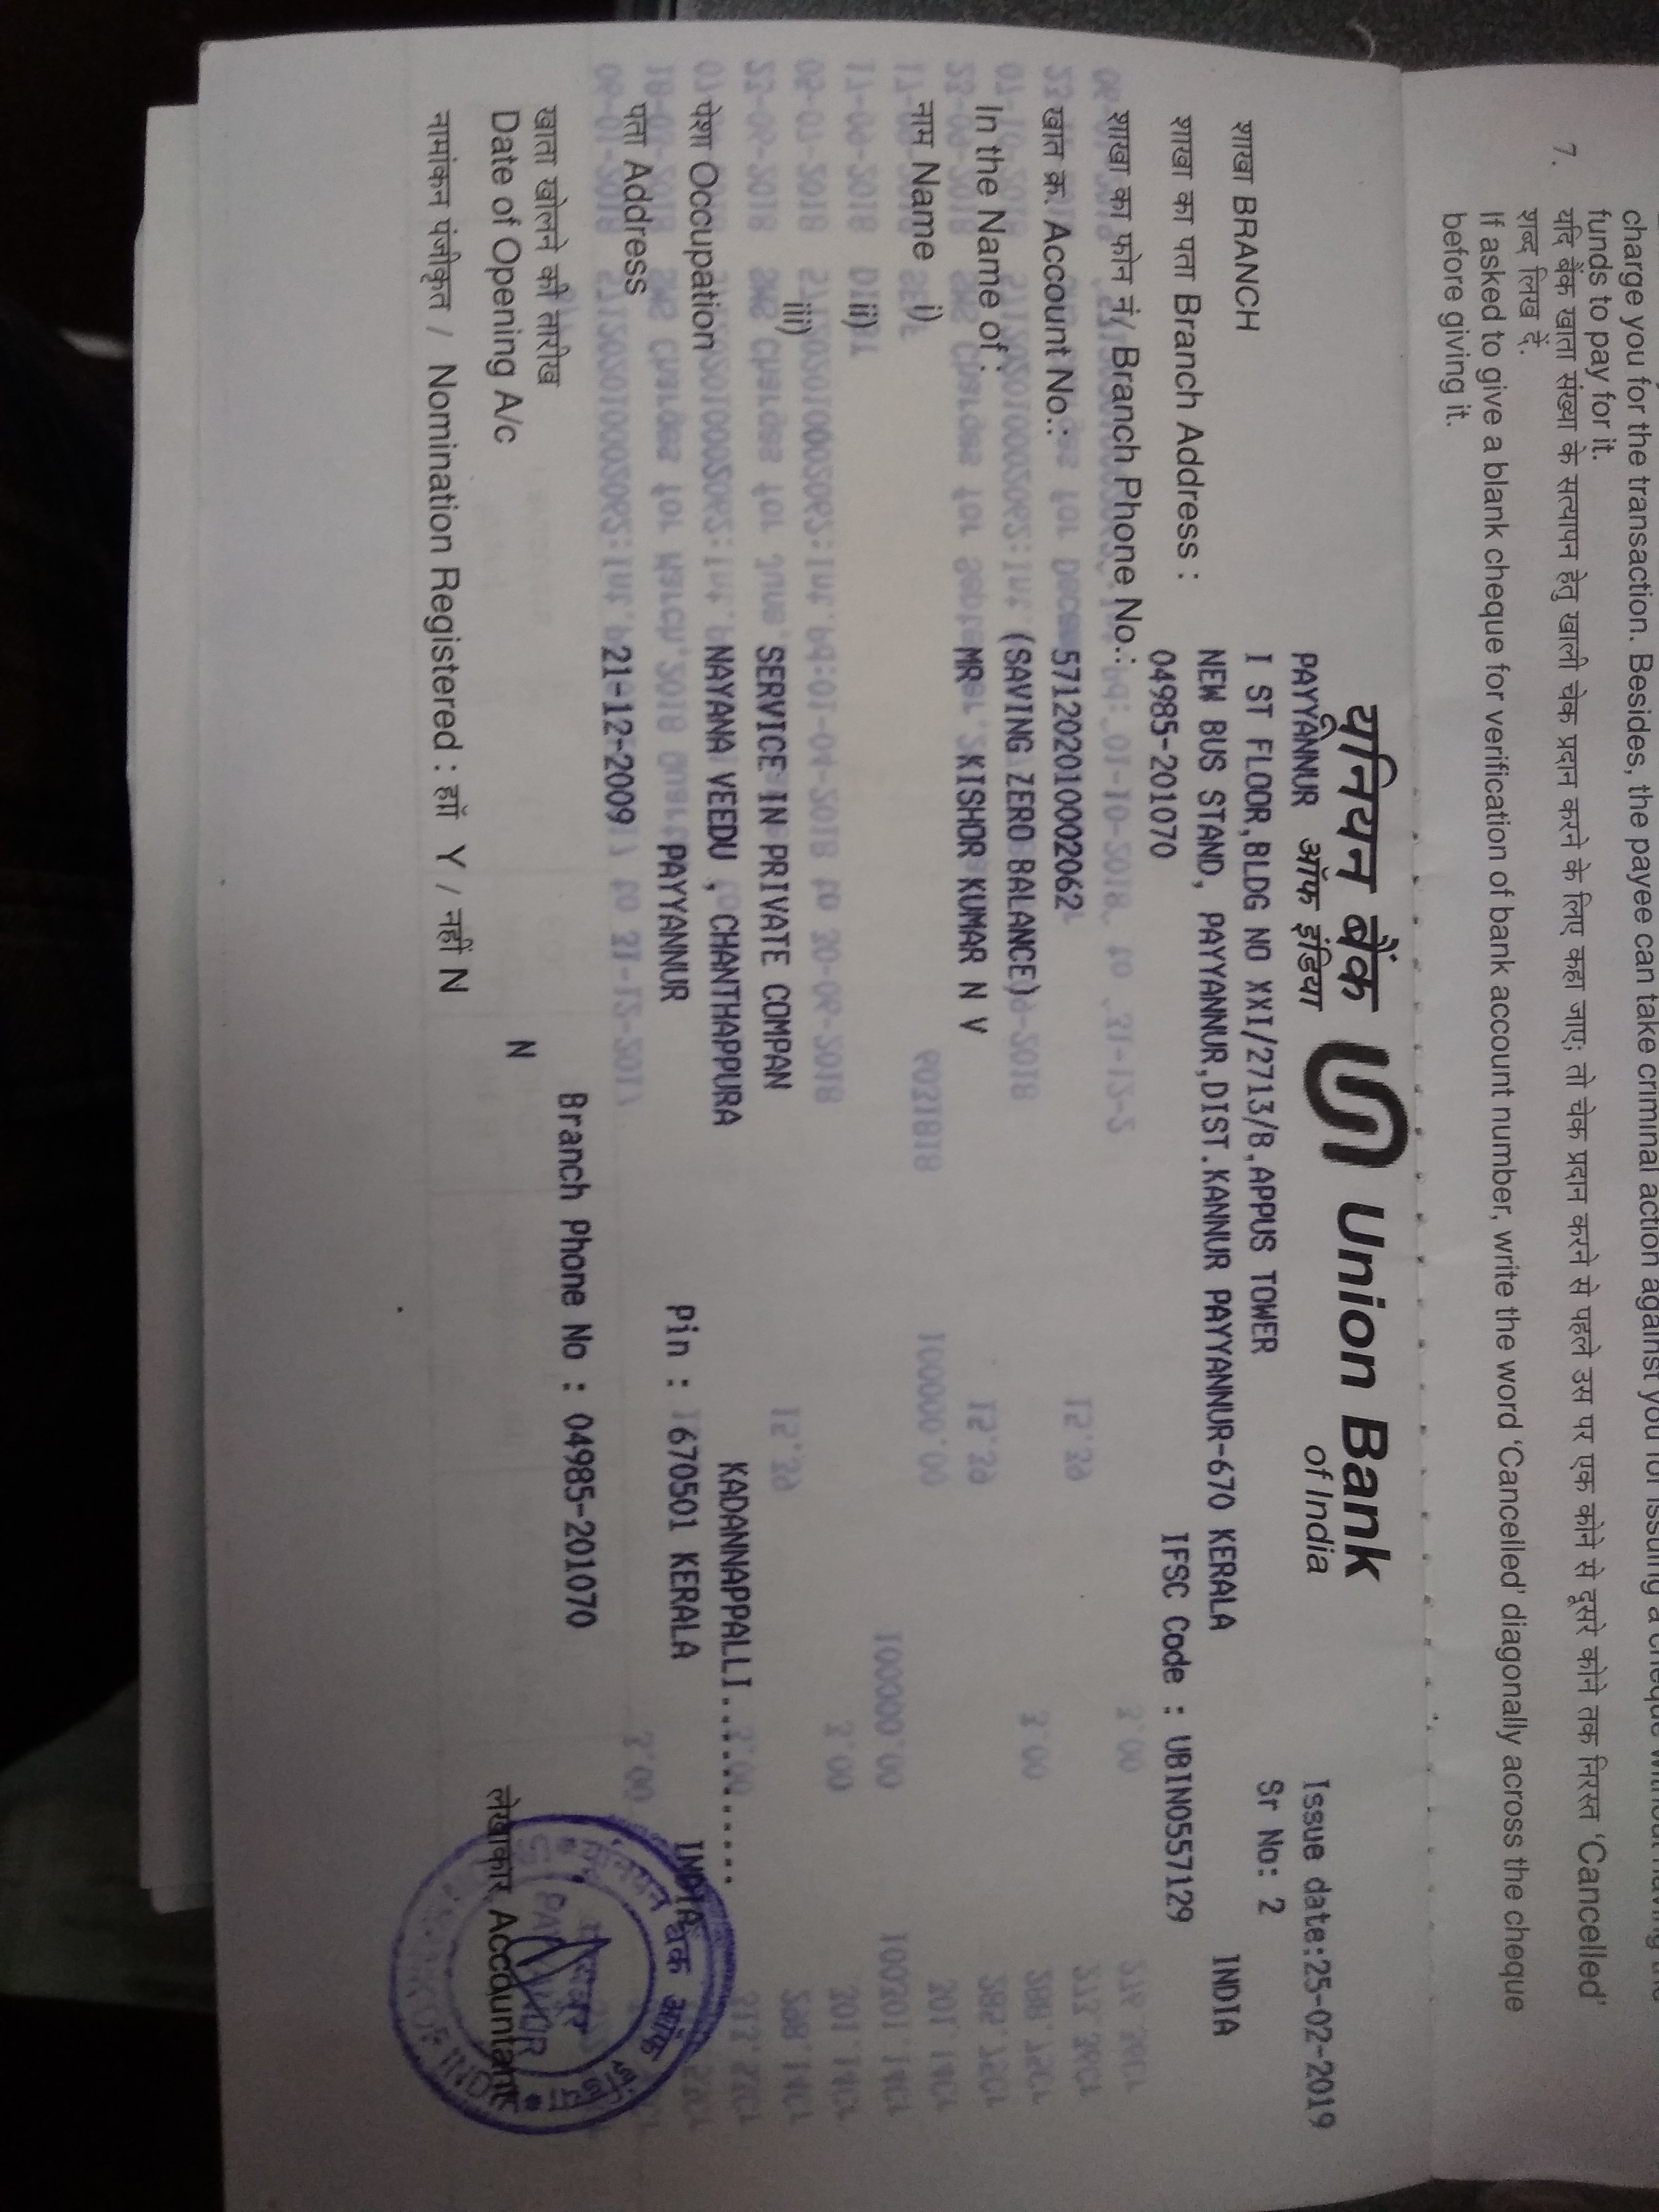 charge you for the transaction. Besides, the payee can take criminal action against you for issuing a cheque without having the
funds to pay for it.
7. यदि बैंक खाता संख्या के सत्यापन हेतु खाली चेक प्रदान करने के लिए कहा जाए; तो चेक प्रदान करने से पहले उस पर एक कोने से दूसरे कोने तक निरस्त 'Cancelled'
शब्द लिख दें.
If asked to give a blank cheque for verification of bank account number, write the word 'Cancelled' diagonally across the cheque
before giving it.
यूनियन बैंक Union Bank
ऑफ इंडिया of India
Issue date:25-02-2019
शाखा BRANCH PAYYANNUR
Sr No: 2
I ST FLOOR,BLDG NO XXI/2713/B,APPUS TOWER
शाखा का पता Branch Address : NEW BUS STAND, PAYYANNUR,DIST.KANNUR PAYYANNUR-670 KERALA INDIA
शाखा का फोन नं/ Branch Phone No.: 04985-201070 IFSC Code : UBIN0557129
खात क्र. Account No.: 571202010002062
In the Name of : (SAVING ZERO BALANCE)
नाम Name i) MR KISHOR KUMAR N V
ii)
iii)
पेशा Occupation SERVICE IN PRIVATE COMPAN
पता Address NAYANA VEEDU , CHANTHAPPURA KADANNAPPALLI
PAYYANNUR Pin : 670501 KERALA INDIA
खाता खोलने की तारीख 21-12-2009
Date of Opening A/c
Branch Phone No : 04985-201070
नामांकन पंजीकृत / Nomination Registered : हाँ Y / नहीं N N
लेखाकार, Accountant
यूनियन बैंक ऑफ